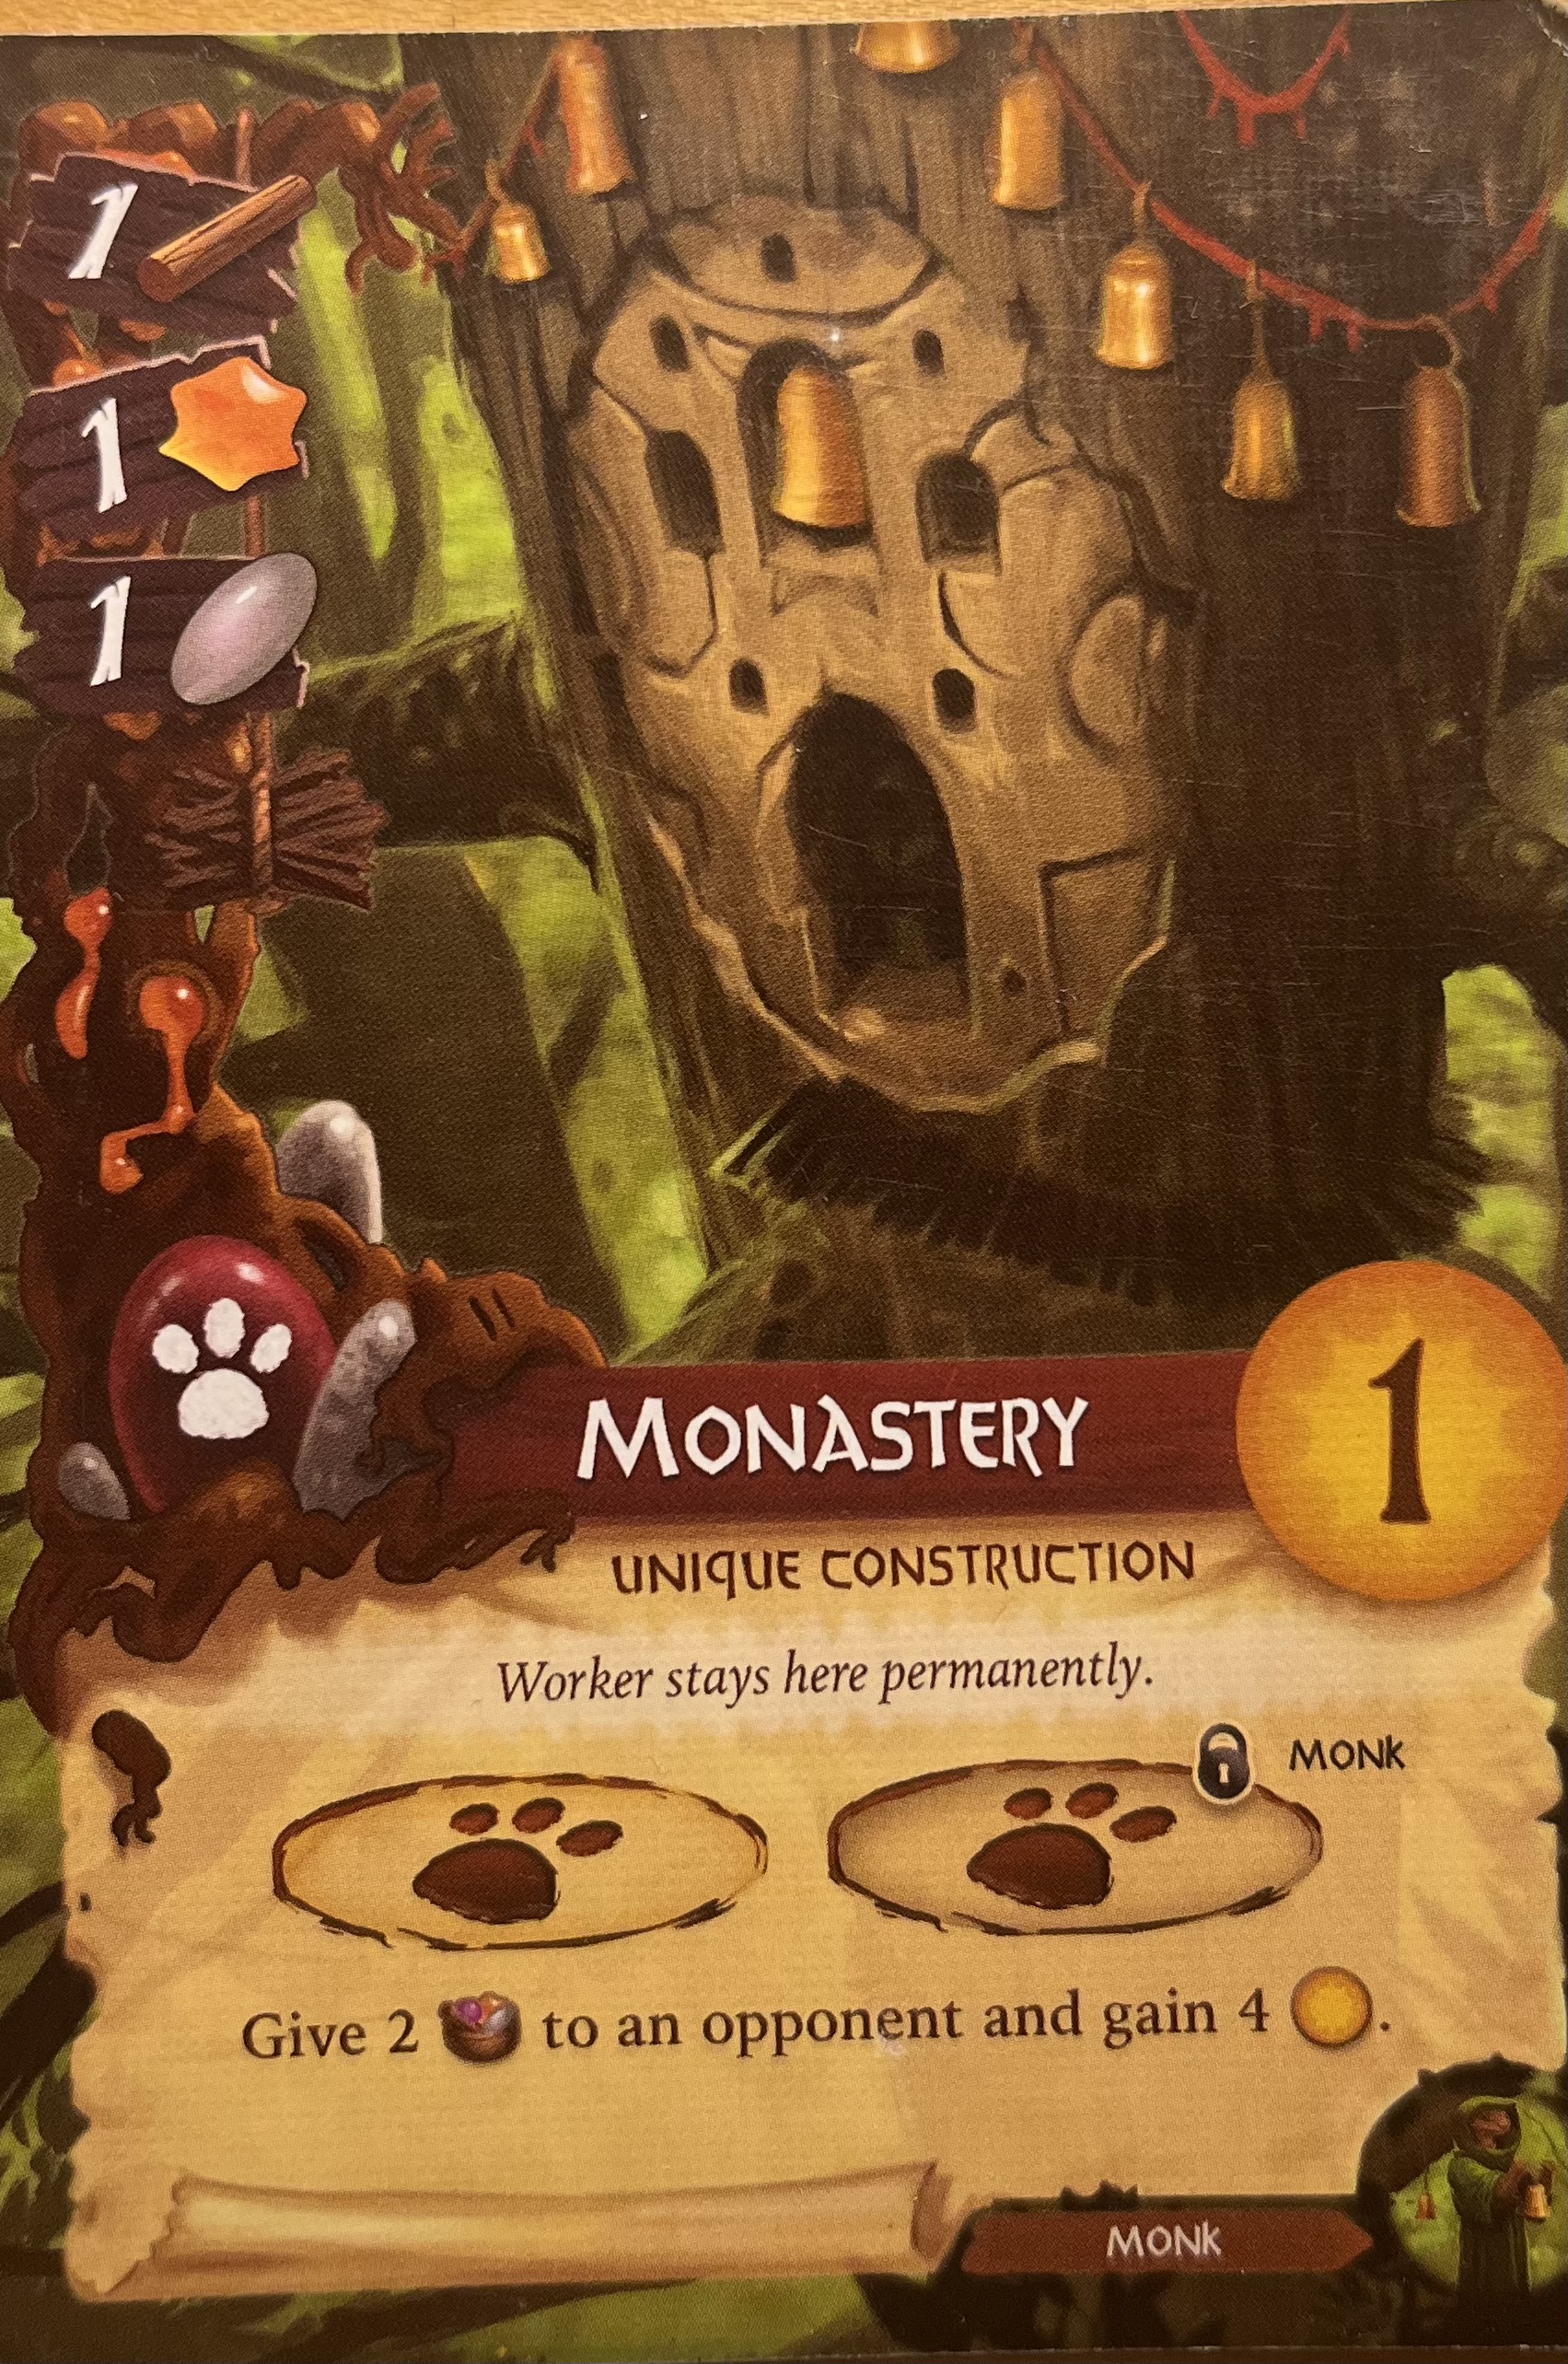 1
1
1
MONASTERY
1
UNIQUE CONSTRUCTION
Worker stays here permanently.
MONK
Give 2 to an opponent and gain 4 .
MONK